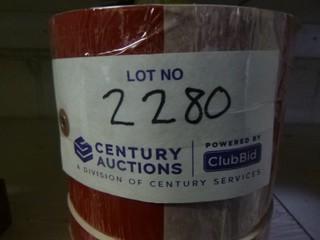 LOT NO
2280
CENTURY AUCTIONS
POWERED BY
ClubBid
A DIVISION OF CENTURY SERVICES